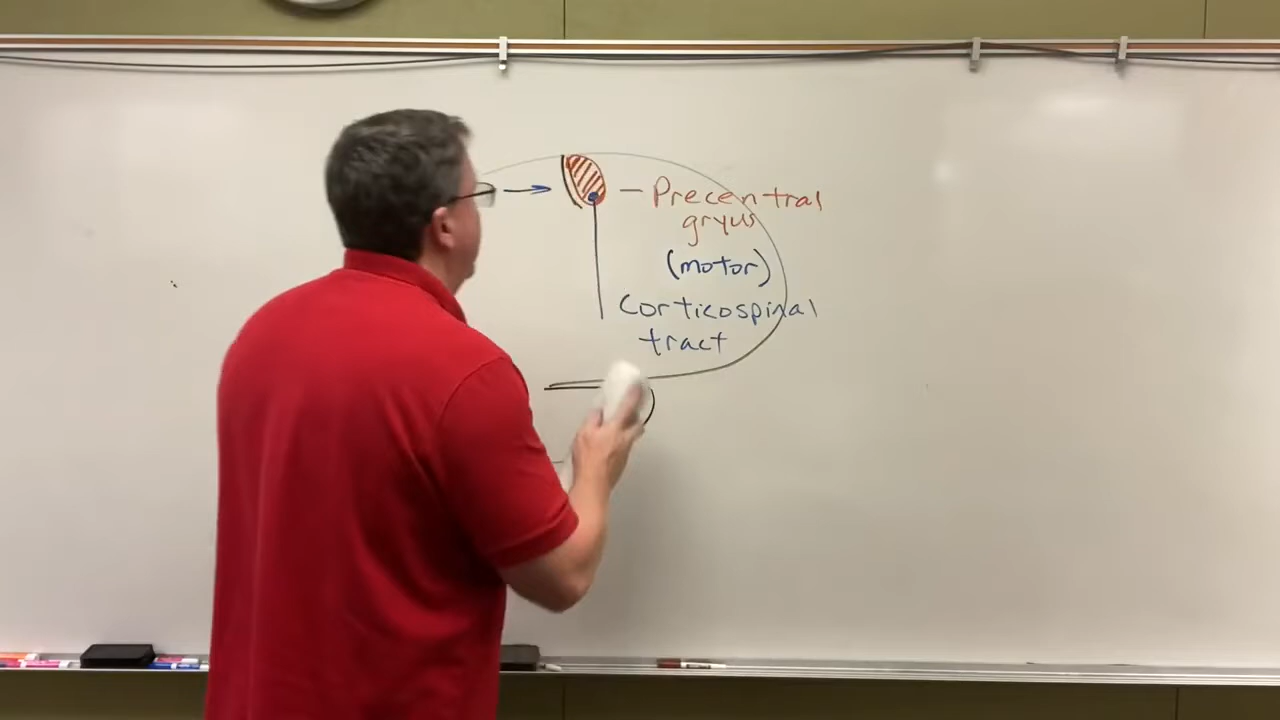 Precentral
gryus
(motor)
Corticospinal
tract